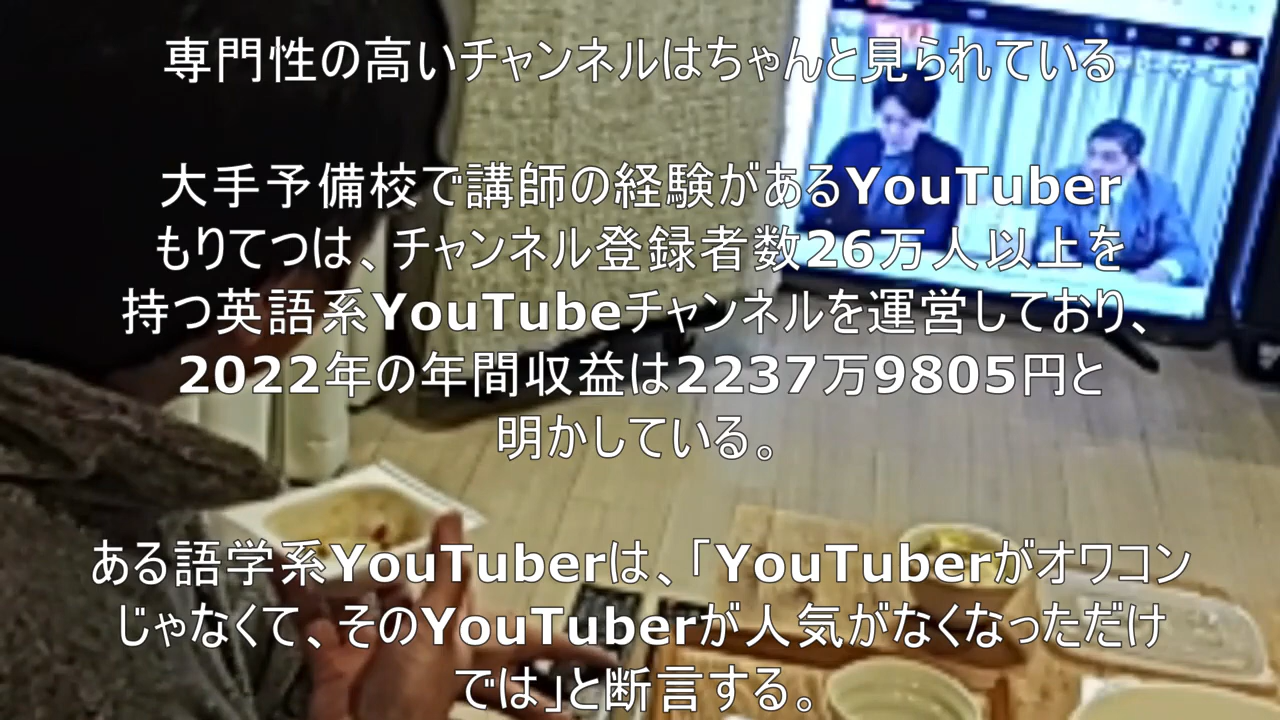 専門性の高いチャンネルはちゃんと見られている
大手予備校で講師の経験があるYouTuber
もりてつは、チャンネル登録者数26万人以上を
持つ英語系YouTubeチャンネルを運営しており、
2022年の年間収益は2237万9805円と
明かしている。
ある語学系YouTuberは、「YouTuberがオワコン
じゃなくて、そのYouTuberが人気がなくなっただけ
では」と断言する。